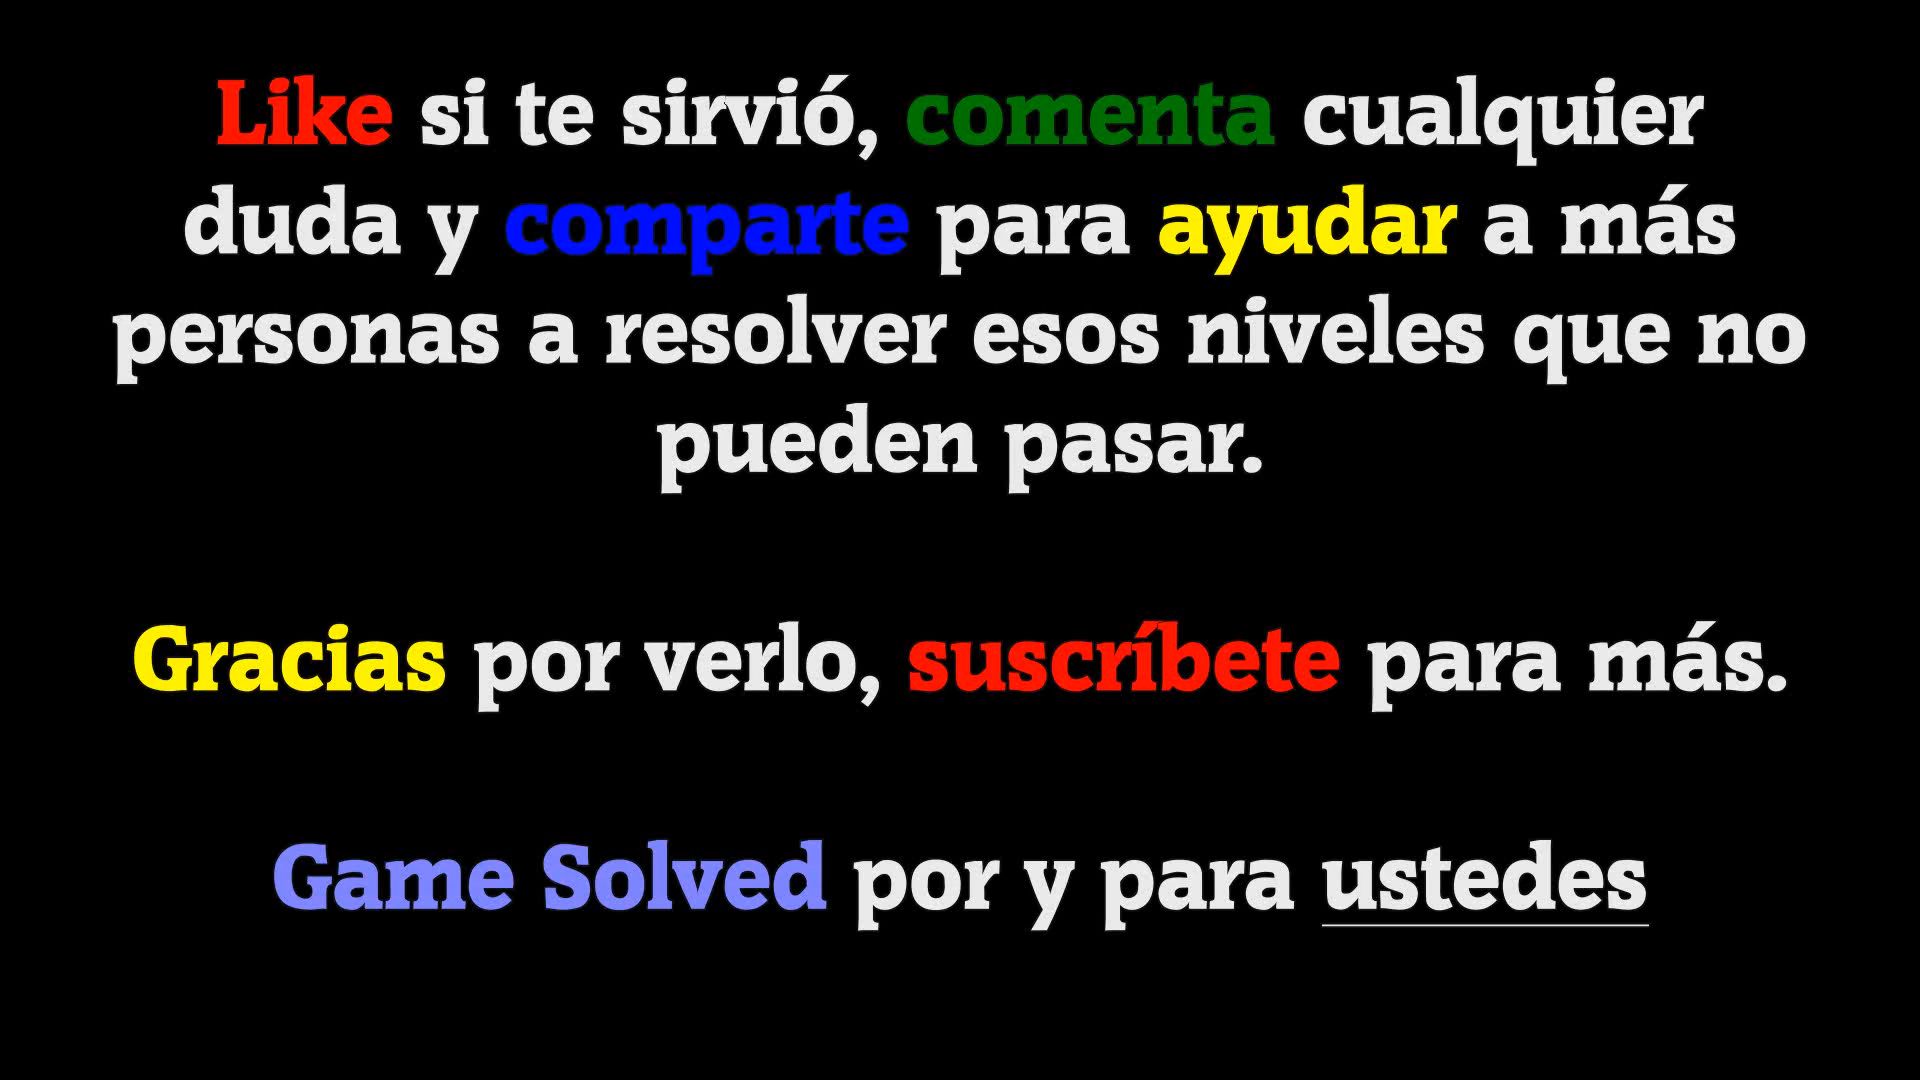 Like si te sirvió, comenta cualquier
duda y comparte para ayudar a más
personas a resolver esos niveles que no
pueden pasar.
Gracias por verlo, suscríbete para más.
Game Solved por y para ustedes